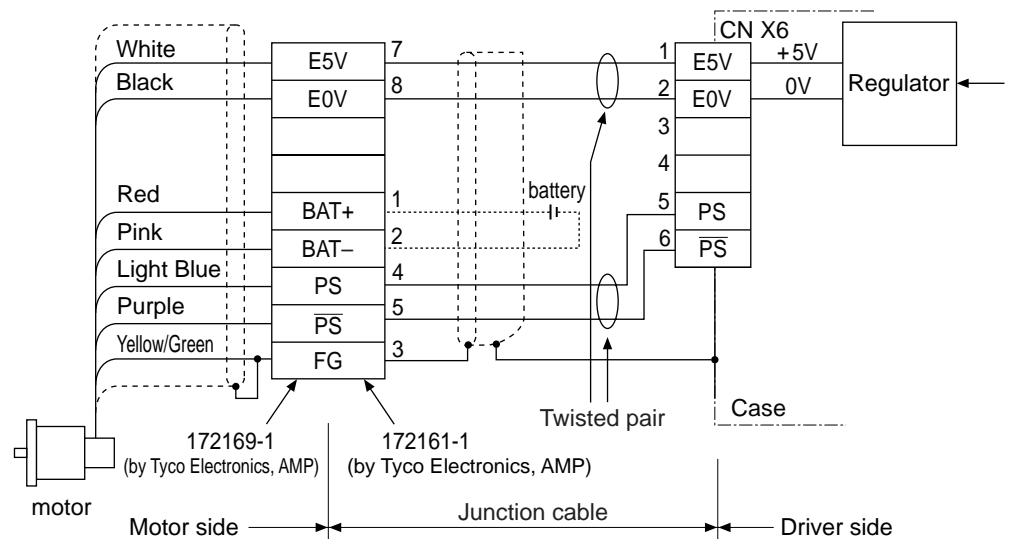 CN X6
White
7
1
+5V
E5V
E5V
Black
8
2
0V
Regulator
E0V
E0V
3
4
Red
1
battery
5
BAT+
PS
Pink
2
6
BAT–
P̅S̅
Light Blue
4
PS
Purple
5
P̅S̅
Yellow/Green
3
FG
Twisted pair
Case
172169-1
(by Tyco Electronics, AMP)
172161-1
(by Tyco Electronics, AMP)
motor
Motor side
Junction cable
Driver side